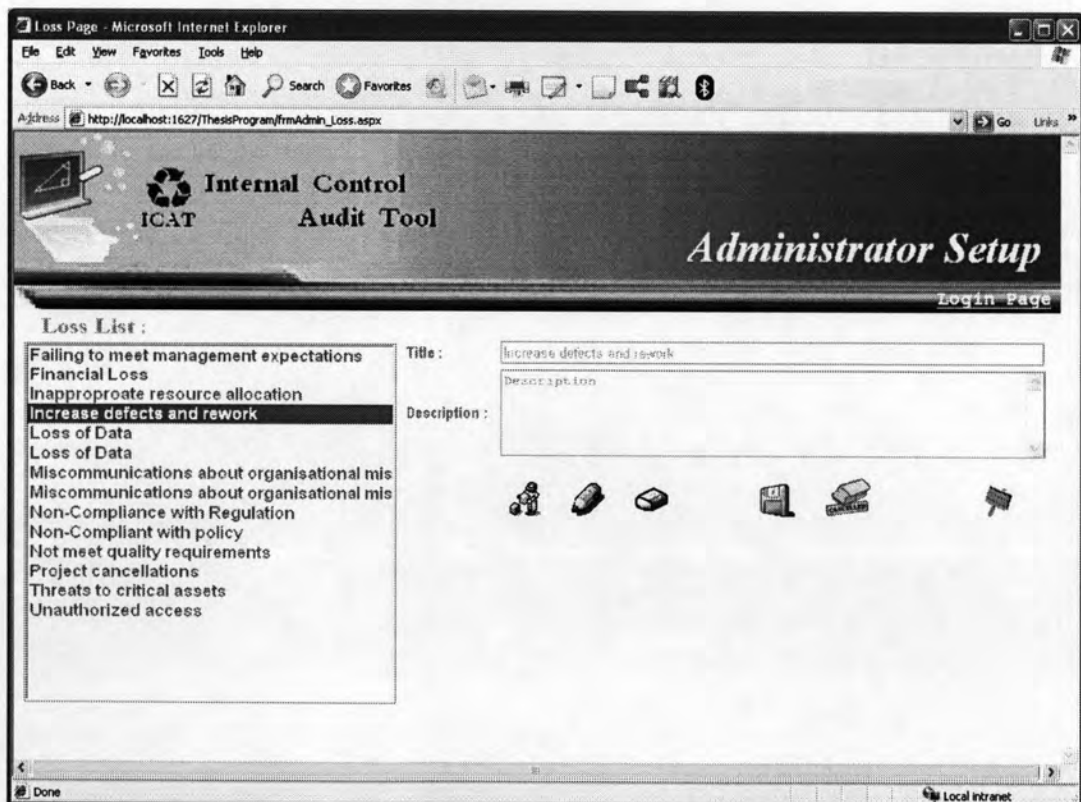 Loss Page - Microsoft Internet Explorer
File Edit View Favorites Tools Help
Back Search Favorites
Address http://localhost:1627/ThesisProgram/frmAdmin_Loss.aspx Go Links
ICAT Internal Control
Audit Tool
Administrator Setup
Login Page
Loss List :
Failing to meet management expectations
Financial Loss
Inapproproate resource allocation
Increase defects and rework
Loss of Data
Loss of Data
Miscommunications about organisational mis
Miscommunications about organisational mis
Non-Compliance with Regulation
Non-Compliant with policy
Not meet quality requirements
Project cancellations
Threats to critical assets
Unauthorized access
Title : Increase defects and rework
Description : Description
Done Local intranet